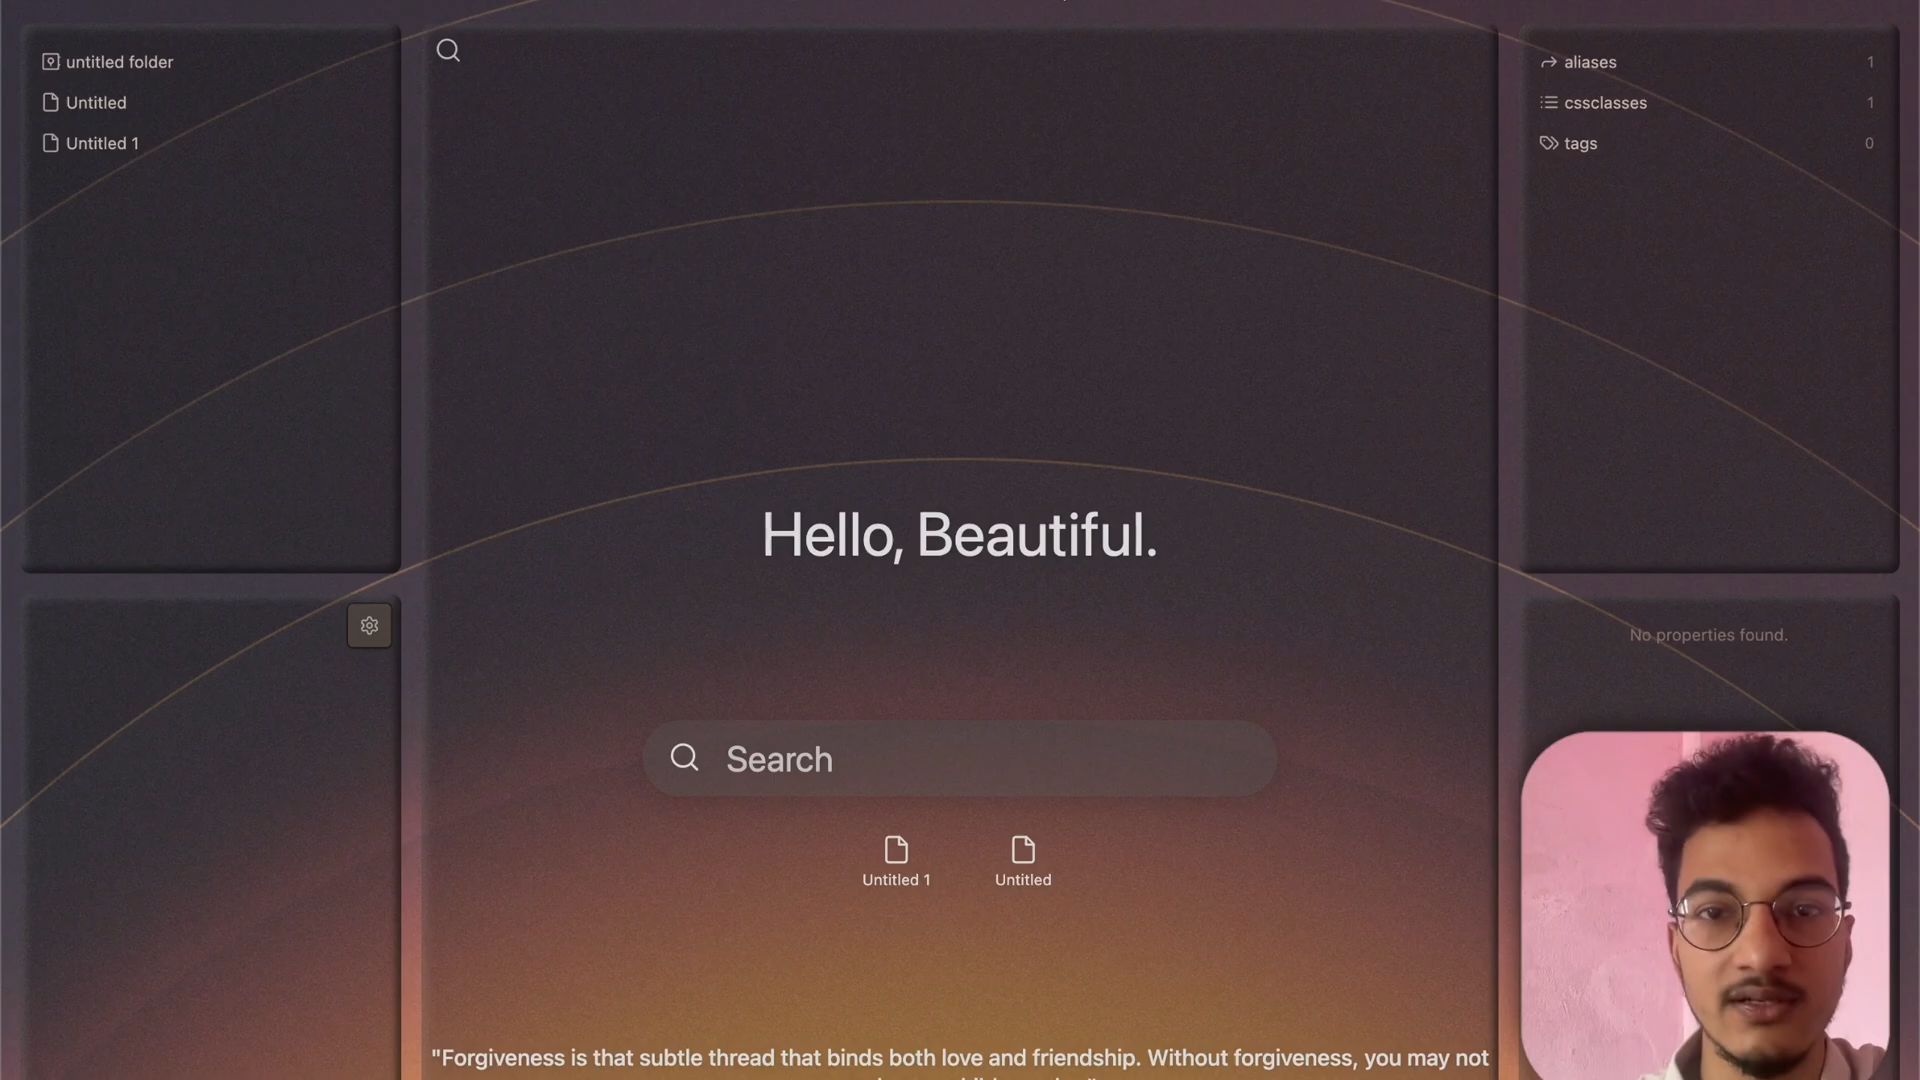 untitled folder
Untitled
Untitled 1
aliases 1
cssclasses 1
tags 0
Hello, Beautiful.
No properties found.
Search
Untitled 1
Untitled
"Forgiveness is that subtle thread that binds both love and friendship. Without forgiveness, you may not